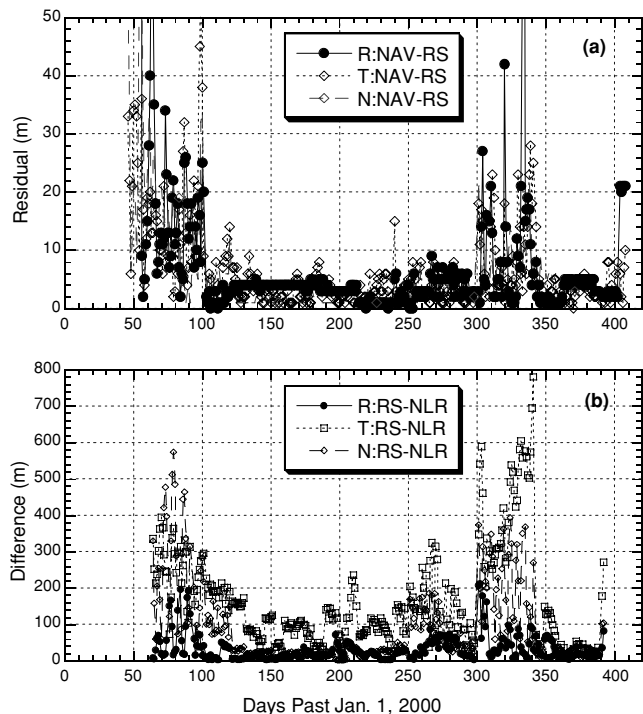 50
40
30
20
10
0
Residual (m)
(a)
R:NAV-RS
T:NAV-RS
N:NAV-RS
0 50 100 150 200 250 300 350 400
800
700
600
500
400
300
200
100
0
Difference (m)
(b)
R:RS-NLR
T:RS-NLR
N:RS-NLR
0 50 100 150 200 250 300 350 400
Days Past Jan. 1, 2000